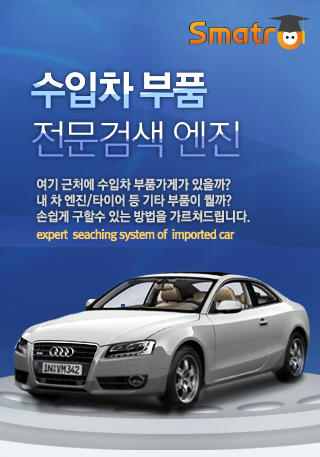 Smatro
수입차 부품
전문검색 엔진
여기 근처에 수입차 부품가게가 있을까?
내 차 엔진/타이어 등 기타 부품이 뭘까?
손쉽게 구할수 있는 방법을 가르쳐드립니다.
expert seaching system of imported car
IN VM 342